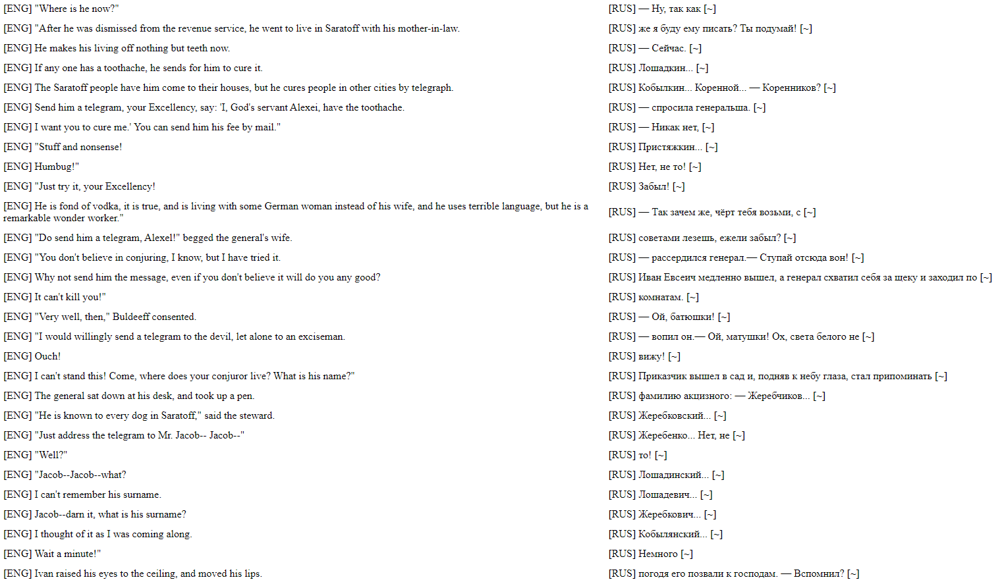 [ENG] "Where is he now?"
[RUS] — Ну, так как [~]
[ENG] "After he was dismissed from the revenue service, he went to live in Saratoff with his mother-in-law.
[RUS] же я буду ему писать? Ты подумай! [~]
[ENG] He makes his living off nothing but teeth now.
[RUS] — Сейчас. [~]
[ENG] If any one has a toothache, he sends for him to cure it.
[RUS] Лошадкин... [~]
[ENG] The Saratoff people have him come to their houses, but he cures people in other cities by telegraph.
[RUS] Кобылкин... Коренной... — Коренников? [~]
[ENG] Send him a telegram, your Excellency, say: 'I, God's servant Alexei, have the toothache.
[RUS] — спросила генеральша. [~]
[ENG] I want you to cure me.' You can send him his fee by mail."
[RUS] — Никак нет, [~]
[ENG] "Stuff and nonsense!
[RUS] Пристяжкин... [~]
[ENG] Humbug!"
[RUS] Нет, не то! [~]
[ENG] "Just try it, your Excellency!
[RUS] Забыл! [~]
[ENG] He is fond of vodka, it is true, and is living with some German woman instead of his wife, and he uses terrible language, but he is a
remarkable wonder worker."
[RUS] — Так зачем же, чёрт тебя возьми, с [~]
[ENG] "Do send him a telegram, Alexel!" begged the general's wife.
[RUS] советами лезешь, ежели забыл? [~]
[ENG] "You don't believe in conjuring, I know, but I have tried it.
[RUS] — рассердился генерал.— Ступай отсюда вон! [~]
[ENG] Why not send him the message, even if you don't believe it will do you any good?
[RUS] Иван Евсеич медленно вышел, а генерал схватил себя за щеку и заходил по [~]
[ENG] It can't kill you!"
[RUS] комнатам. [~]
[ENG] "Very well, then," Buldeeff consented.
[RUS] — Ой, батюшки! [~]
[ENG] "I would willingly send a telegram to the devil, let alone to an exciseman.
[RUS] — вопил он.— Ой, матушки! Ох, света белого не [~]
[ENG] Ouch!
[RUS] вижу! [~]
[ENG] I can't stand this! Come, where does your conjuror live? What is his name?"
[RUS] Приказчик вышел в сад и, подняв к небу глаза, стал припоминать [~]
[ENG] The general sat down at his desk, and took up a pen.
[RUS] фамилию акцизного: — Жеребчиков... [~]
[ENG] "He is known to every dog in Saratoff," said the steward.
[RUS] Жеребковский... [~]
[ENG] "Just address the telegram to Mr. Jacob-- Jacob--"
[RUS] Жеребенко... Нет, не [~]
[ENG] "Well?"
[RUS] то! [~]
[ENG] "Jacob--Jacob--what?
[RUS] Лошадинский... [~]
[ENG] I can't remember his surname.
[RUS] Лошадевич... [~]
[ENG] Jacob--darn it, what is his surname?
[RUS] Жеребкович... [~]
[ENG] I thought of it as I was coming along.
[RUS] Кобылянский... [~]
[ENG] Wait a minute!"
[RUS] Немного [~]
[ENG] Ivan raised his eyes to the ceiling, and moved his lips.
[RUS] погодя его позвали к господам. — Вспомнил? [~]